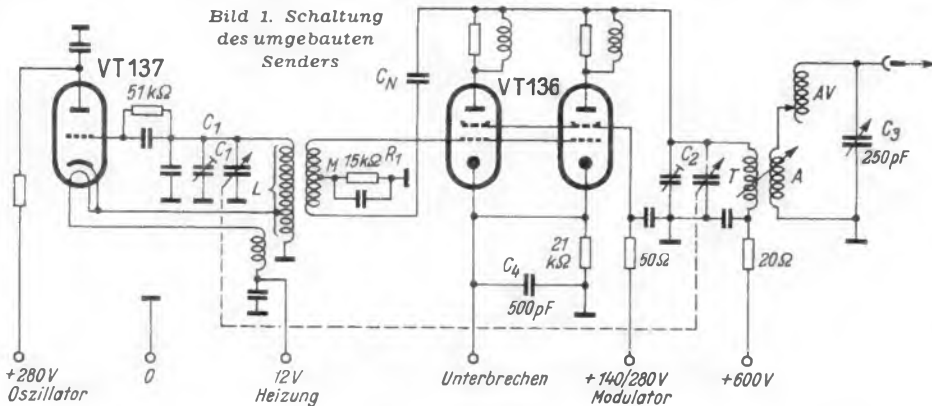 Bild 1. Schaltung
des umgebauten
Senders
VT137
51kΩ
C1
C1
L
M 15kΩ R1
CN
VT136
C4
500pF
21
kΩ
50Ω
C2
T
A
20Ω
AV
C3
250pF
+280V
Oszillator
0
12V
Heizung
Unterbrechen
+140/280V
Modulator
+600V